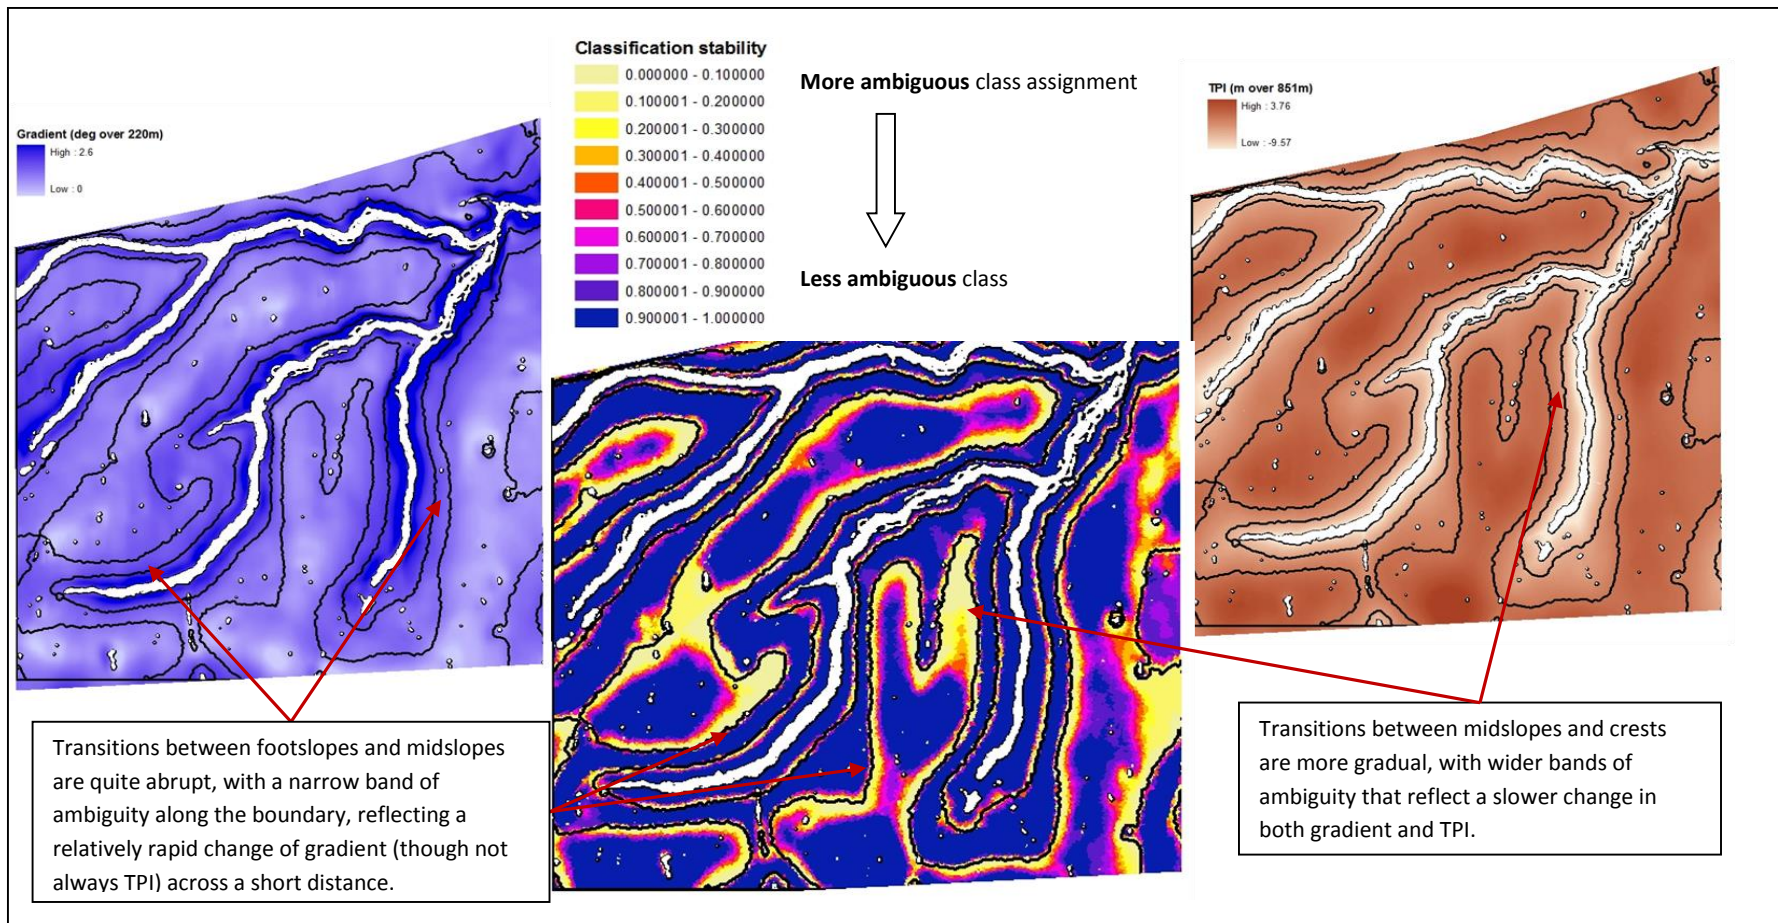 Gradient (deg over 220m)
High : 2.6
Low : 0
Classification stability
0.000000 - 0.100000
0.100001 - 0.200000
0.200001 - 0.300000
0.300001 - 0.400000
0.400001 - 0.500000
0.500001 - 0.600000
0.600001 - 0.700000
0.700001 - 0.800000
0.800001 - 0.900000
0.900001 - 1.000000
More ambiguous class assignment
Less ambiguous class
TPI (m over 851m)
High : 3.76
Low : -9.57
Transitions between footslopes and midslopes
are quite abrupt, with a narrow band of
ambiguity along the boundary, reflecting a
relatively rapid change of gradient (though not
always TPI) across a short distance.
Transitions between midslopes and crests
are more gradual, with wider bands of
ambiguity that reflect a slower change in
both gradient and TPI.